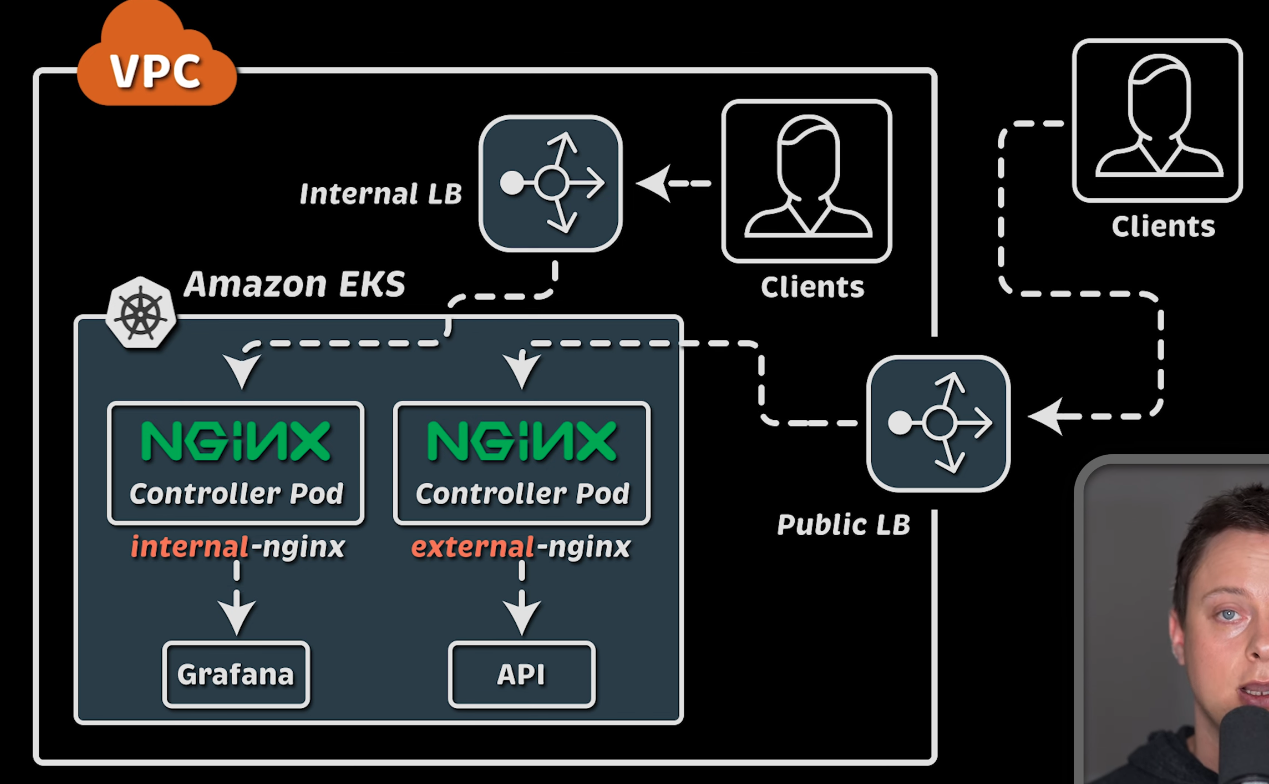 VPC
Internal LB
Clients
Clients
Amazon EKS
NGINX
Controller Pod
internal-nginx
NGINX
Controller Pod
external-nginx
Public LB
Grafana
API